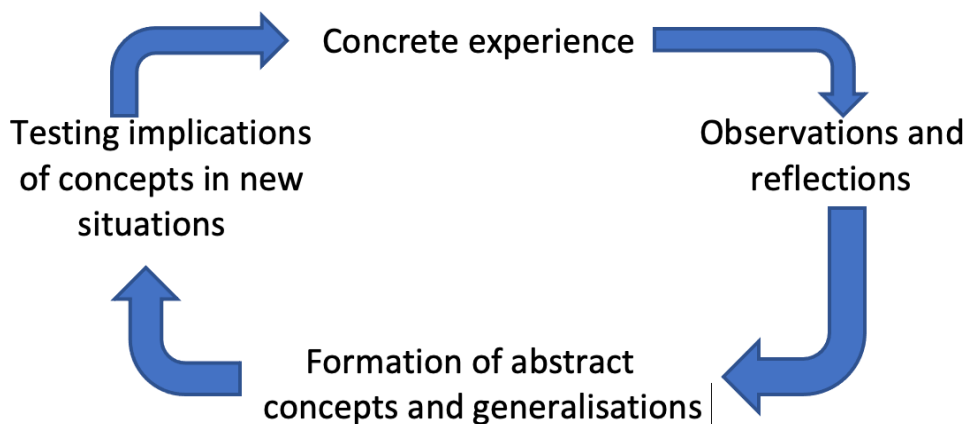 Concrete experience
Observations and
reflections
Formation of abstract
concepts and generalisations
Testing implications
of concepts in new
situations